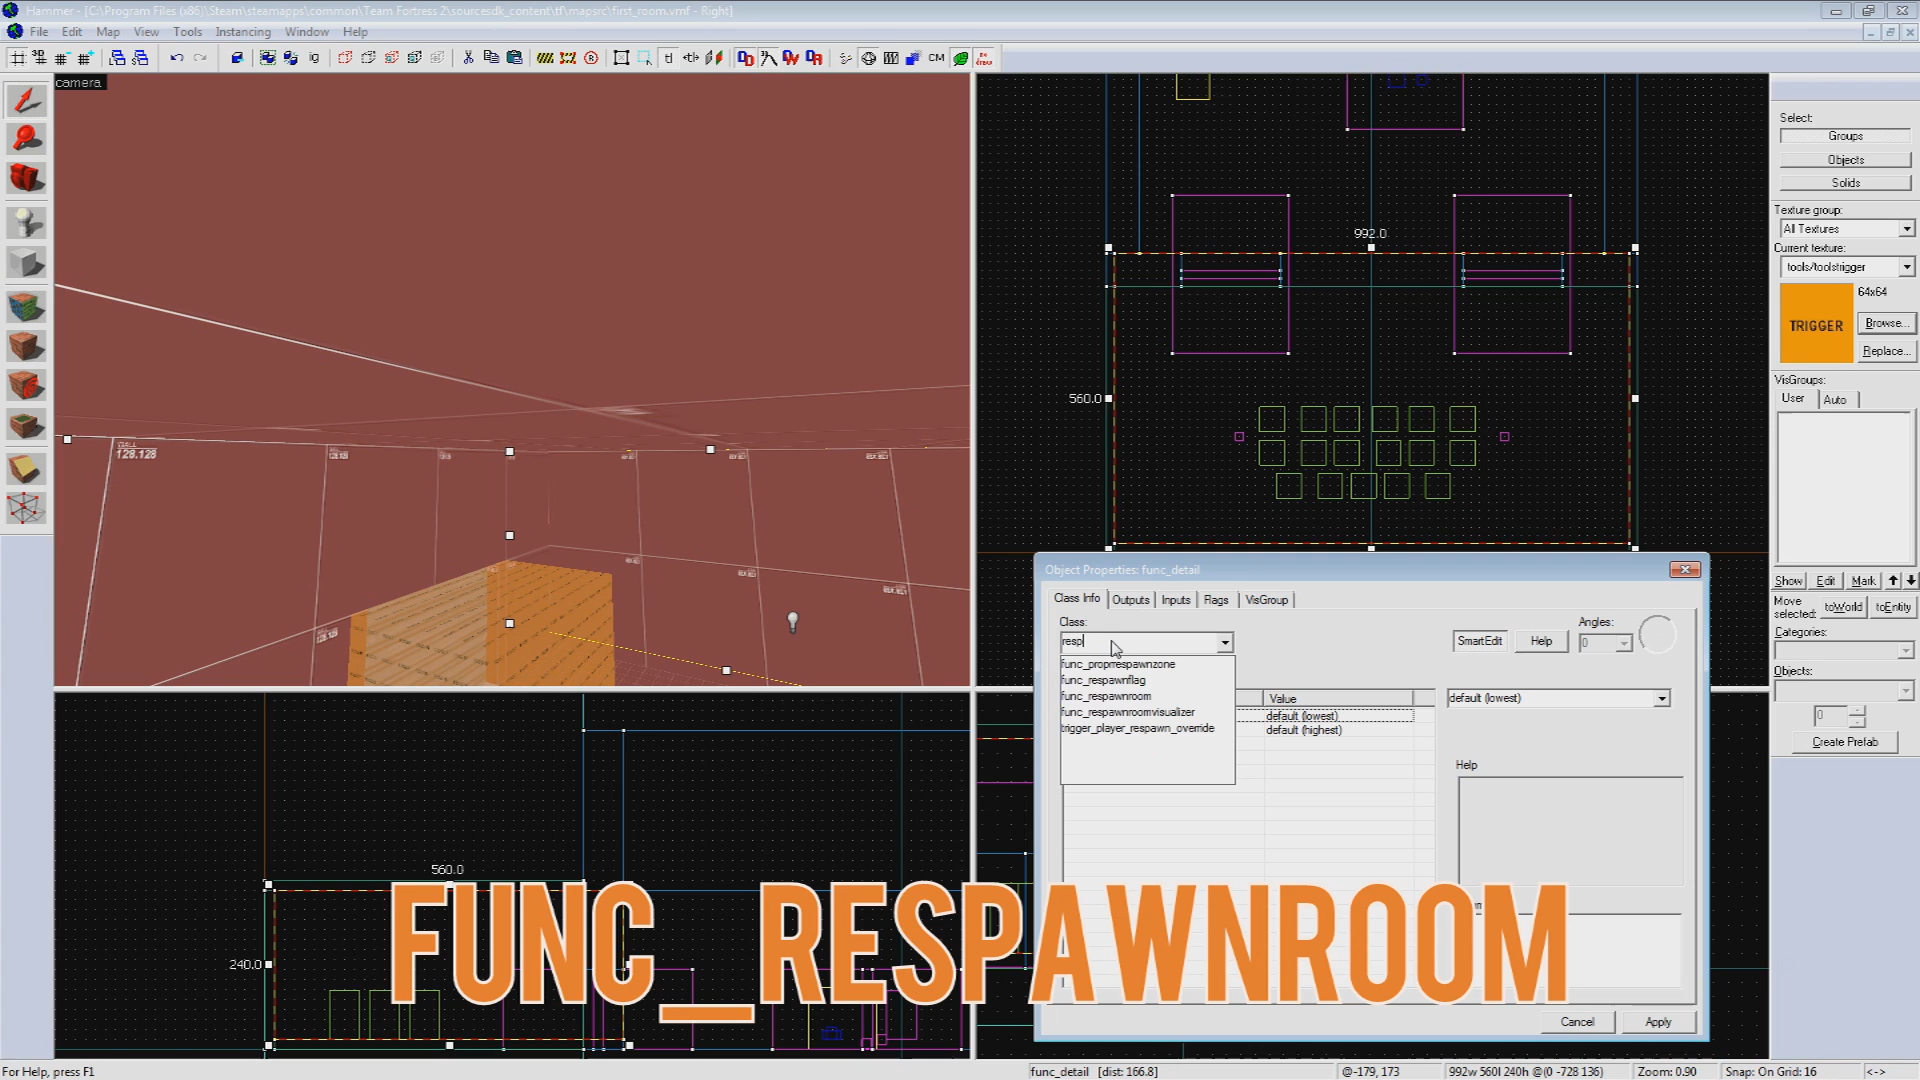 Hammer - [C:\Program Files (x86)\Steam\steamapps\common\Team Fortress 2\sourcesdk_content\tf\mapsrc\first_room.vmf - Right]
File Edit Map View Tools Instancing Window Help
CM
camera
128.128
992.0
560.0
560.0
240.0
Select:
Groups
Objects
Solids
Texture group:
All Textures
Current texture:
tools/toolstrigger
64x64
TRIGGER
Browse...
Replace...
VisGroups:
User Auto
Show Edit Mark
Move selected: toWorld toEntity
Categories:
Objects:
0
Create Prefab
Object Properties: func_detail
Class Info Outputs Inputs Flags VisGroup
Class:
resp
func_proprrespawnzone
func_respawnflag
func_respawnroom
func_respawnroomvisualizer
trigger_player_respawn_override
SmartEdit Help
Angles:
0
Value
default (lowest)
default (highest)
default (lowest)
Help
Cancel Apply
FUNC_RESPAWNROOM
For Help, press F1
func_detail [dist: 166.8]
@-179, 173
992w 560l 240h @(0 -728 136)
Zoom: 0.90
Snap: On Grid: 16
<->